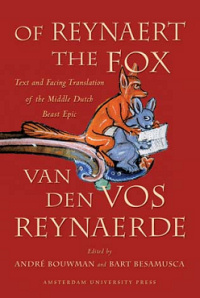 OF REYNAERT
THE FOX
Text and Facing Translation
of the Middle Dutch
Beast Epic
VAN
DEN VOS
REYNAERDE
Edited by
ANDRÉ BOUWMAN AND BART BESAMUSCA
AMSTERDAM UNIVERSITY PRESS